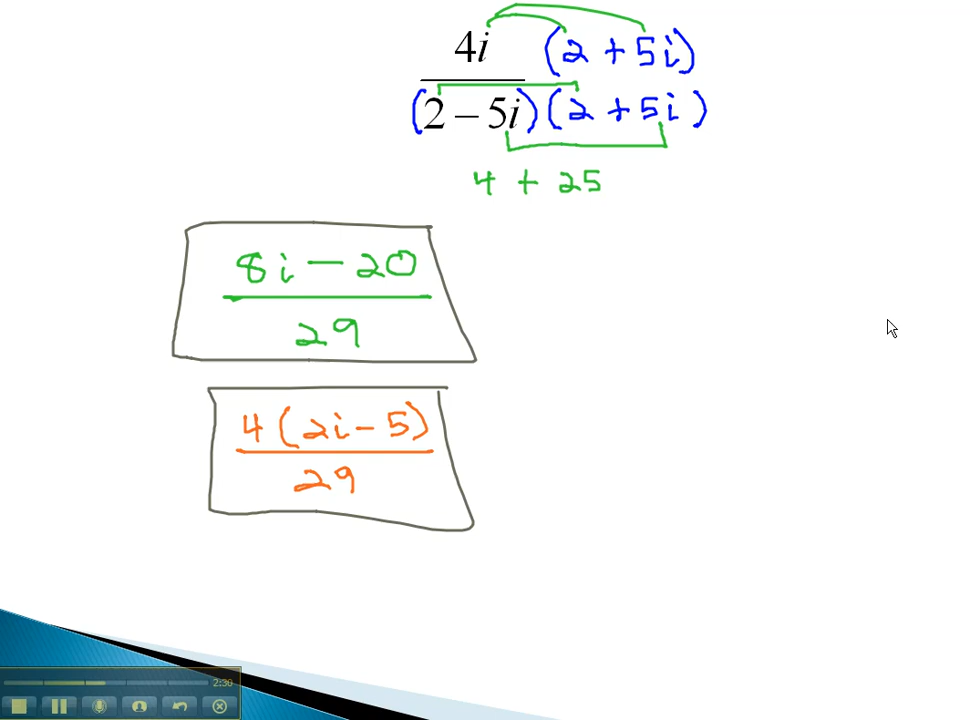 4i (2 + 5i)
(2 – 5i)(2 + 5i)
4 + 25
8i – 20
29
4(2i – 5)
29
2:30